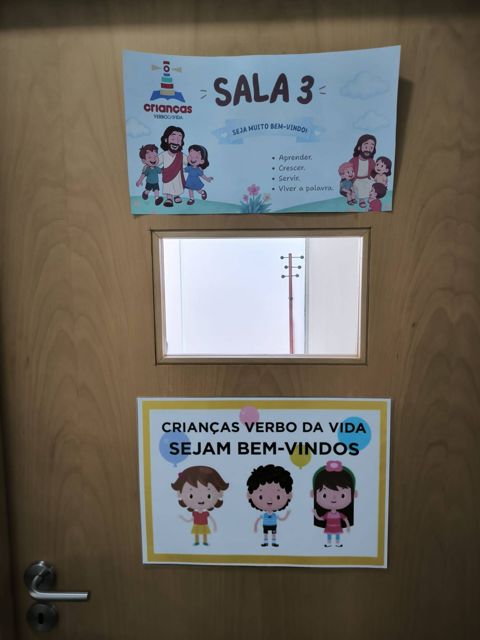 crianças
VERBO DA VIDA
SALA 3
SEJA MUITO BEM-VINDO!
• Aprender.
• Crescer.
• Servir.
• Viver a palavra.
CRIANÇAS VERBO DA VIDA
SEJAM BEM-VINDOS